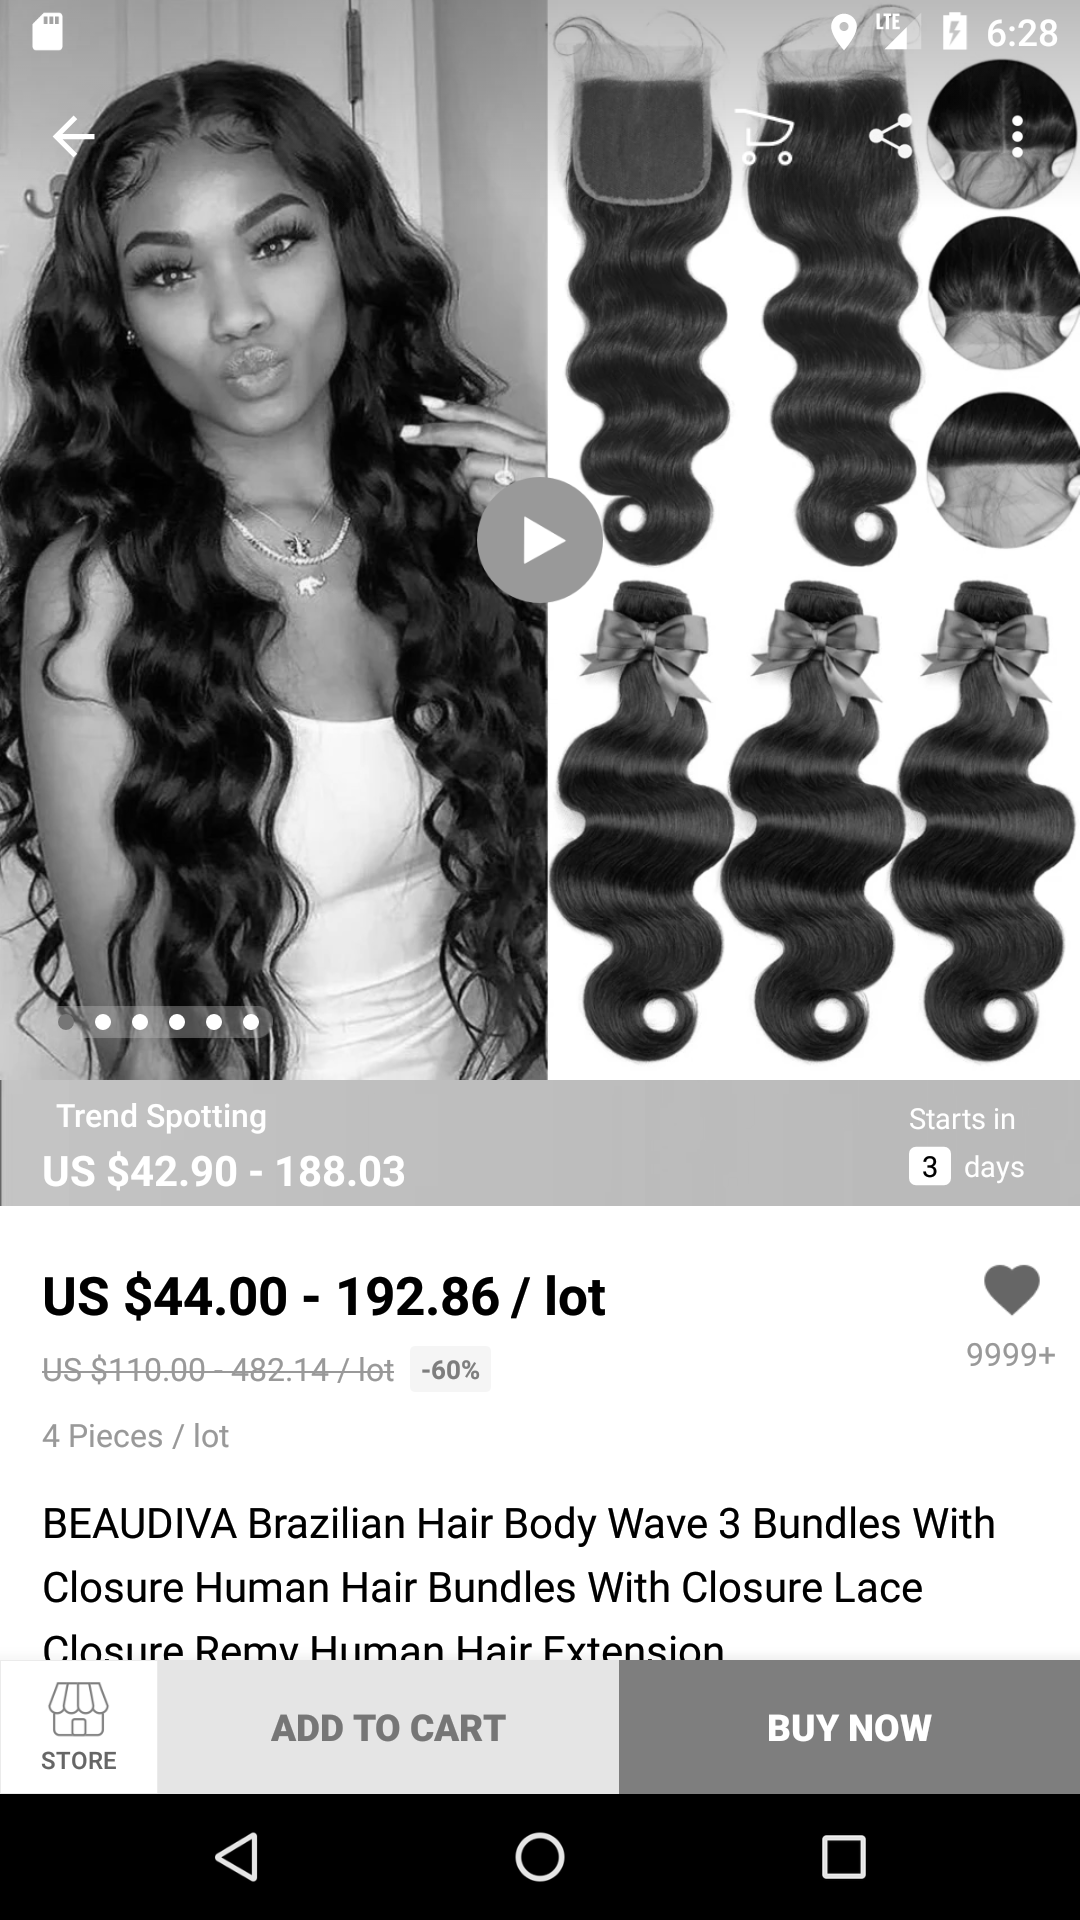 LTE 6:28
Trend Spotting
Starts in
US $42.90 - 188.03
3 days
US $44.00 - 192.86 / lot
US $110.00 - 482.14 / lot -60%
9999+
4 Pieces / lot
BEAUDIVA Brazilian Hair Body Wave 3 Bundles With
Closure Human Hair Bundles With Closure Lace
Closure Remy Human Hair Extension
STORE
ADD TO CART
BUY NOW